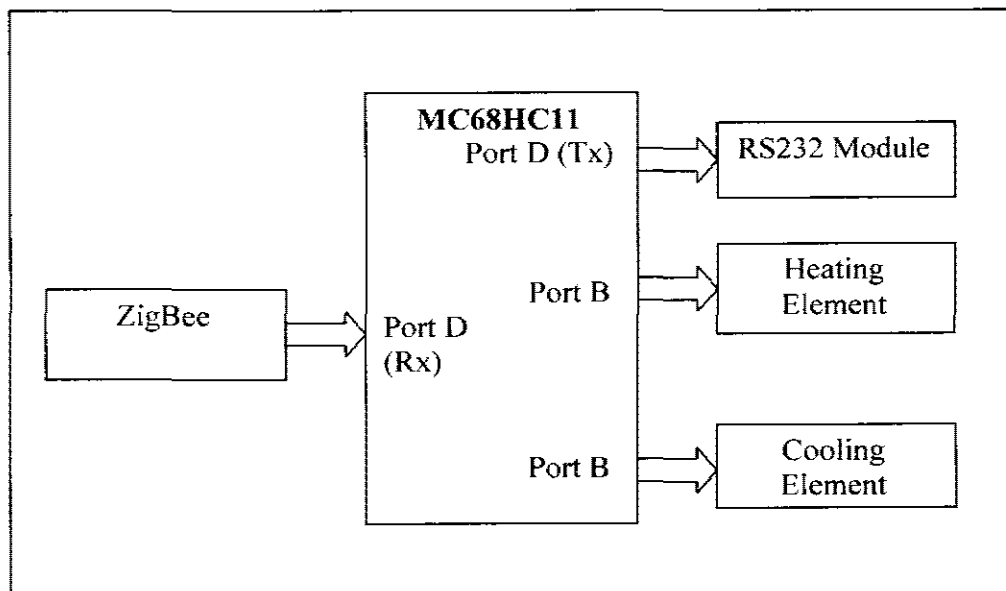 MC68HC11
Port D (Tx)
RS232 Module
Port B
Heating
Element
ZigBee
Port D
(Rx)
Port B
Cooling
Element